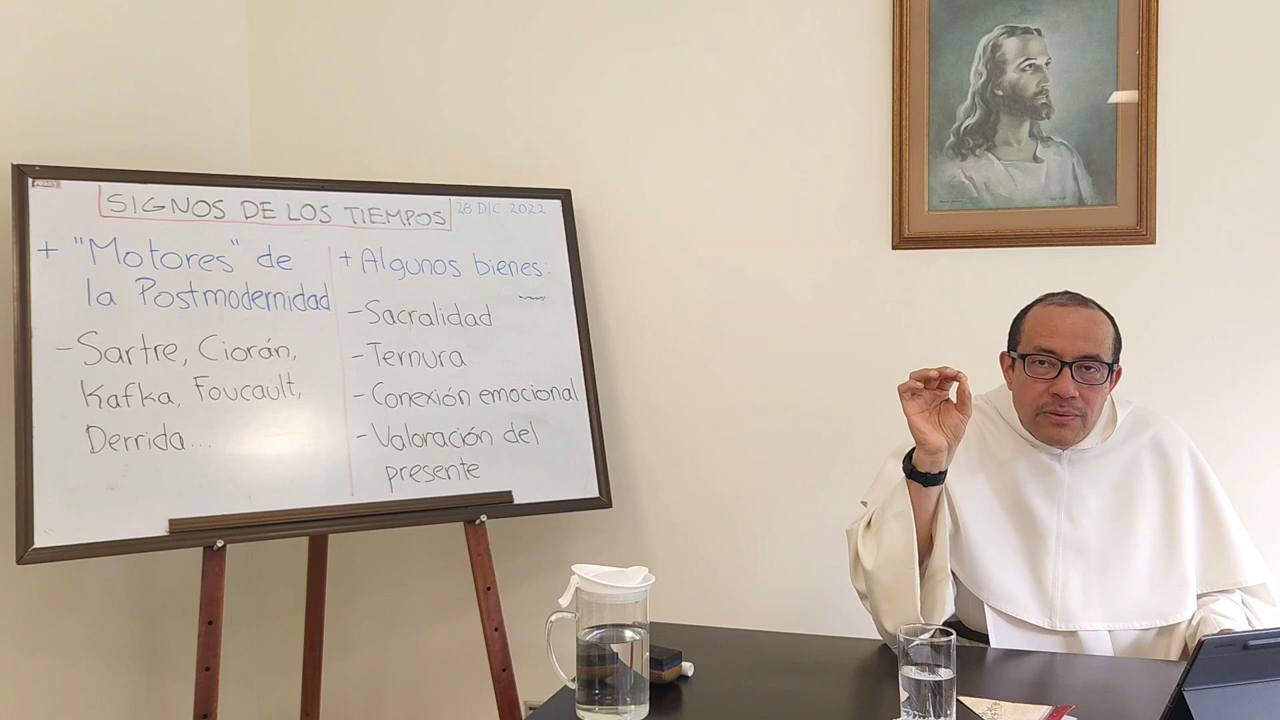 SIGNOS DE LOS TIEMPOS
28 DIC 2022
+ "Motores" de
la Postmodernidad
- Sartre, Ciorán,
Kafka, Foucault,
Derrida...
+ Algunos bienes:
- Sacralidad
- Ternura
- Conexión emocional
- Valoración del
presente